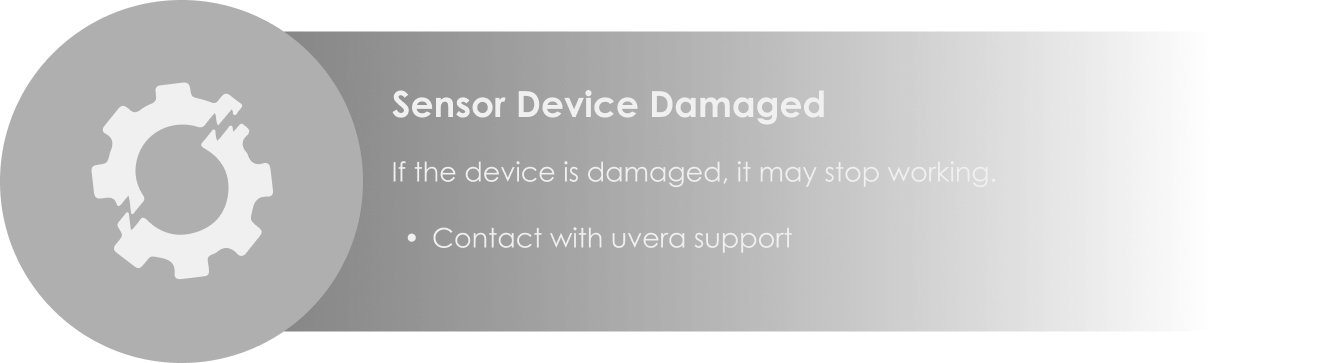 Sensor Device Damaged
If the device is damaged, it may stop working.
• Contact with uvera support